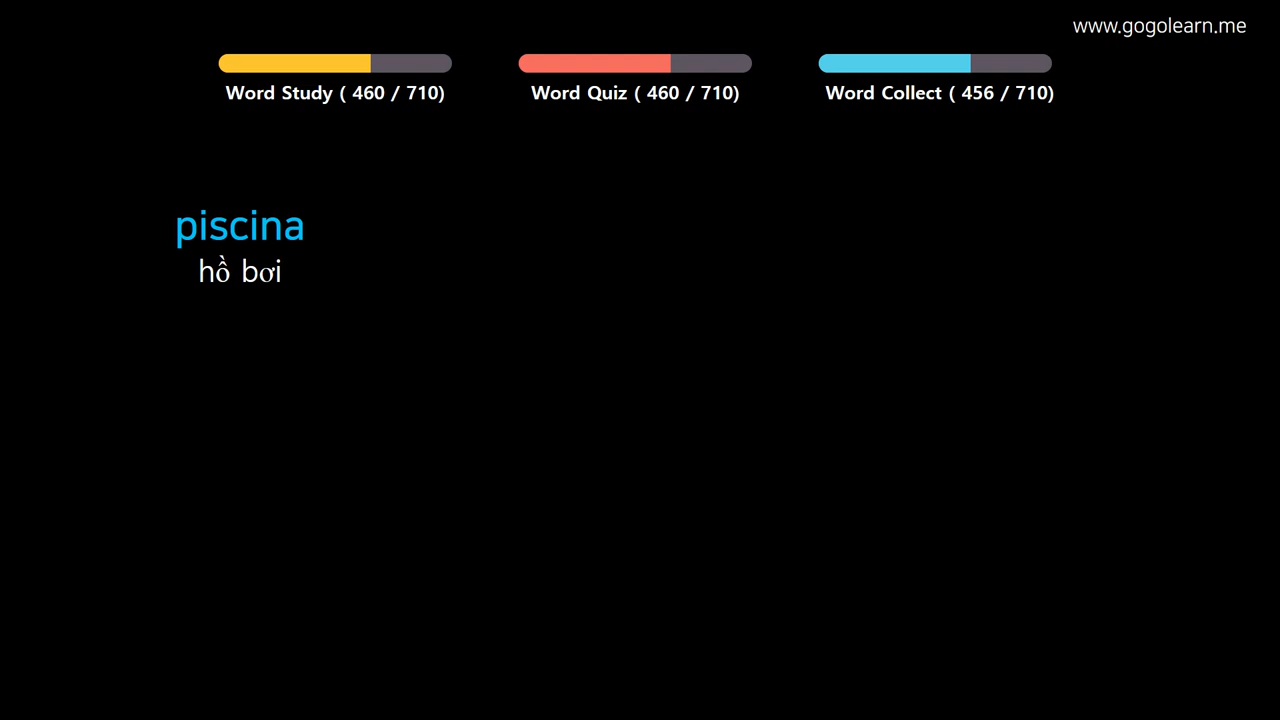 www.gogolearn.me
Word Study ( 460 / 710)
Word Quiz ( 460 / 710)
Word Collect ( 456 / 710)
piscina
hồ bơi